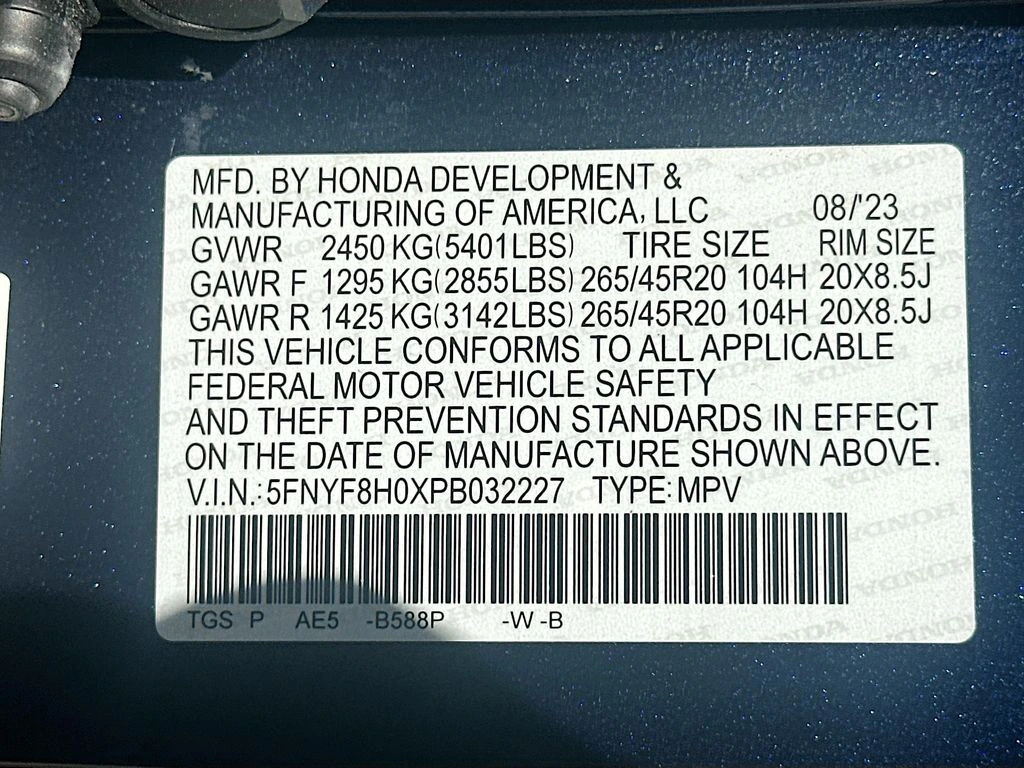 MFD. BY HONDA DEVELOPMENT &
MANUFACTURING OF AMERICA, LLC 08/'23
GVWR 2450 KG(5401LBS) TIRE SIZE RIM SIZE
GAWR F 1295 KG(2855LBS) 265/45R20 104H 20X8.5J
GAWR R 1425 KG(3142LBS) 265/45R20 104H 20X8.5J
THIS VEHICLE CONFORMS TO ALL APPLICABLE
FEDERAL MOTOR VEHICLE SAFETY
AND THEFT PREVENTION STANDARDS IN EFFECT
ON THE DATE OF MANUFACTURE SHOWN ABOVE.
V.I.N.: 5FNYF8H0XPB032227 TYPE: MPV
TGS P AE5 -B588P -W -B